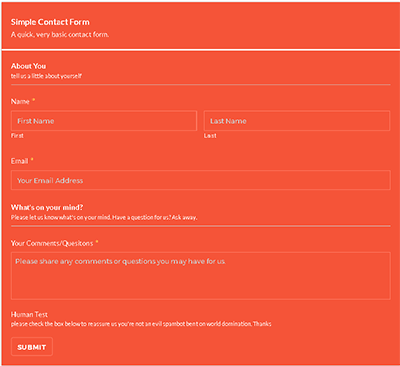 Simple Contact Form
A quick, very basic contact form.
About You
tell us a little about yourself
Name *
First Name
Last Name
First
Last
Email *
Your Email Address
What's on your mind?
Please let us know what's on your mind. Have a question for us? Ask away.
Your Comments/Quesitons *
Please share any comments or questions you may have for us
Human Test
please check the box below to reassure us you're not an evil spambot bent on world domination. Thanks
SUBMIT